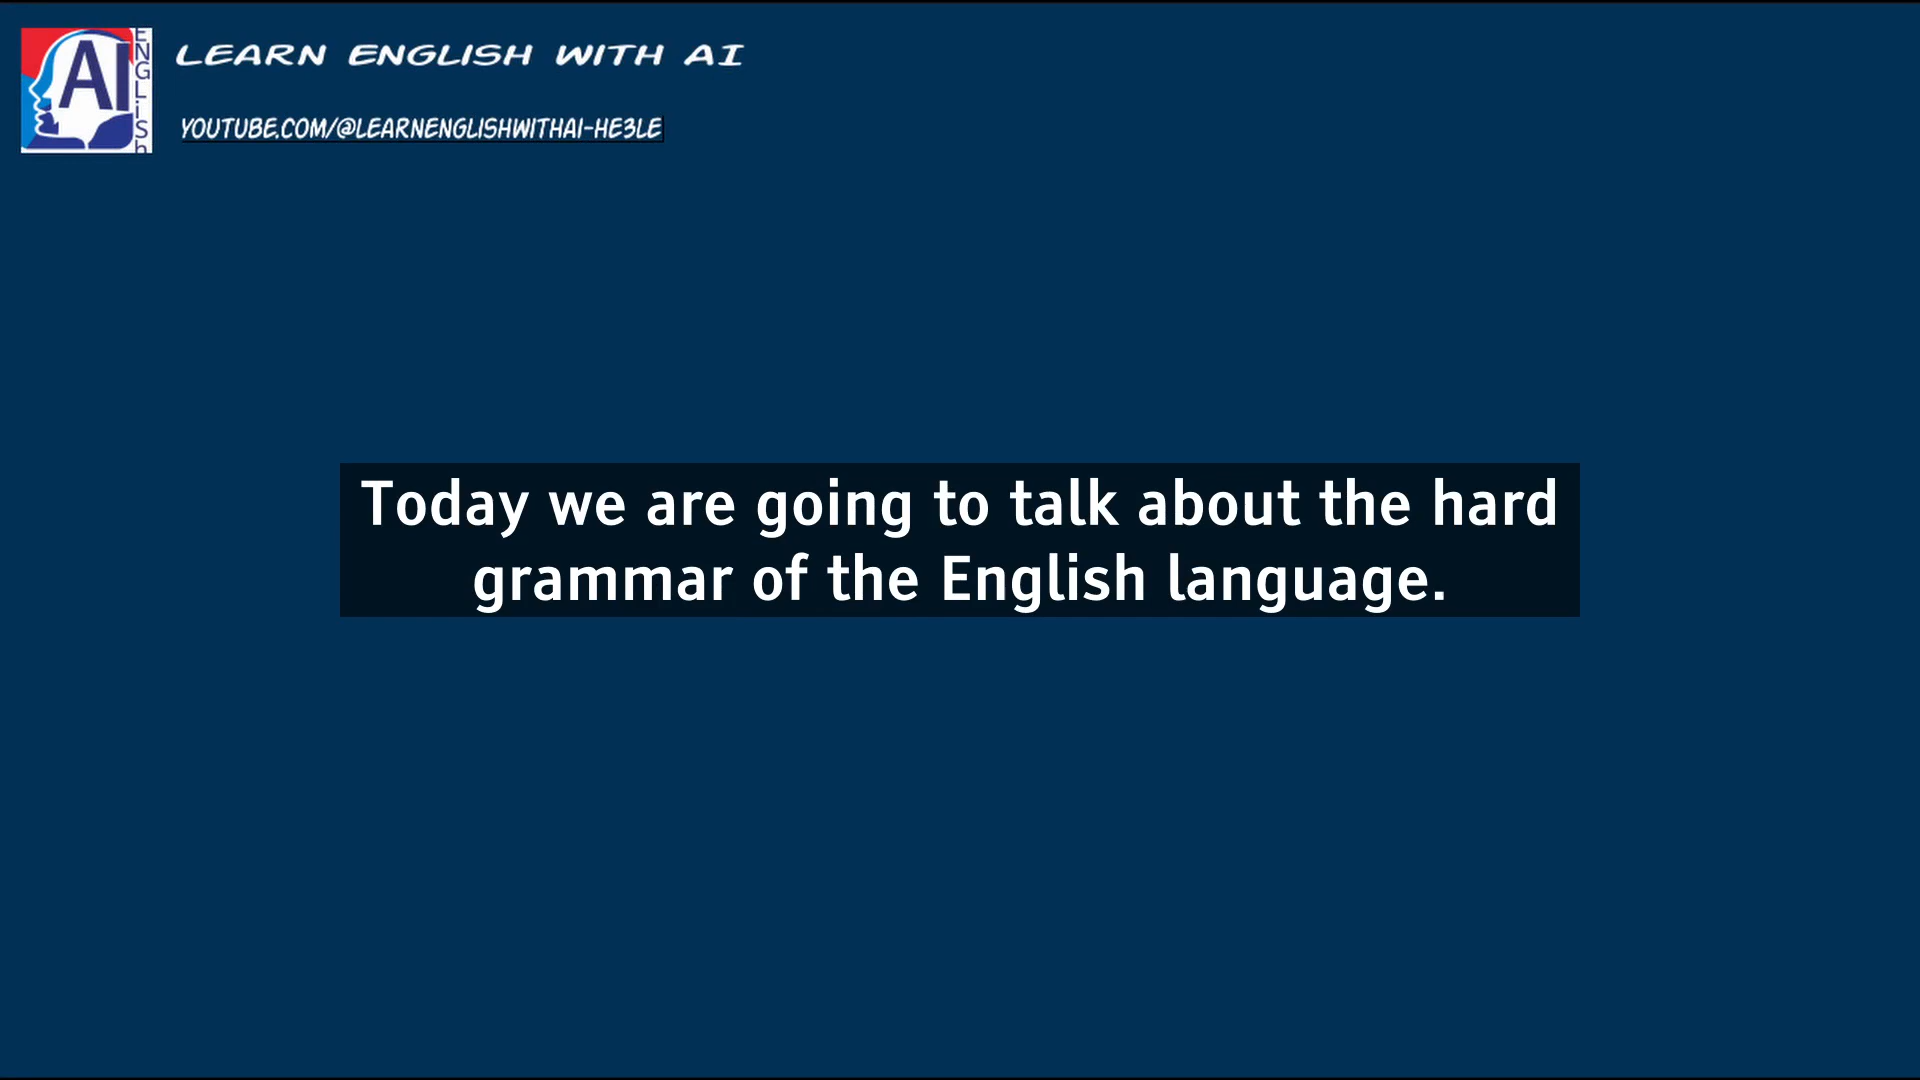 AI
ENGLISh
LEARN ENGLISH WITH AI
YOUTUBE.COM/@LEARNENGLISHWITHAI-HE3LE
Today we are going to talk about the hard
grammar of the English language.